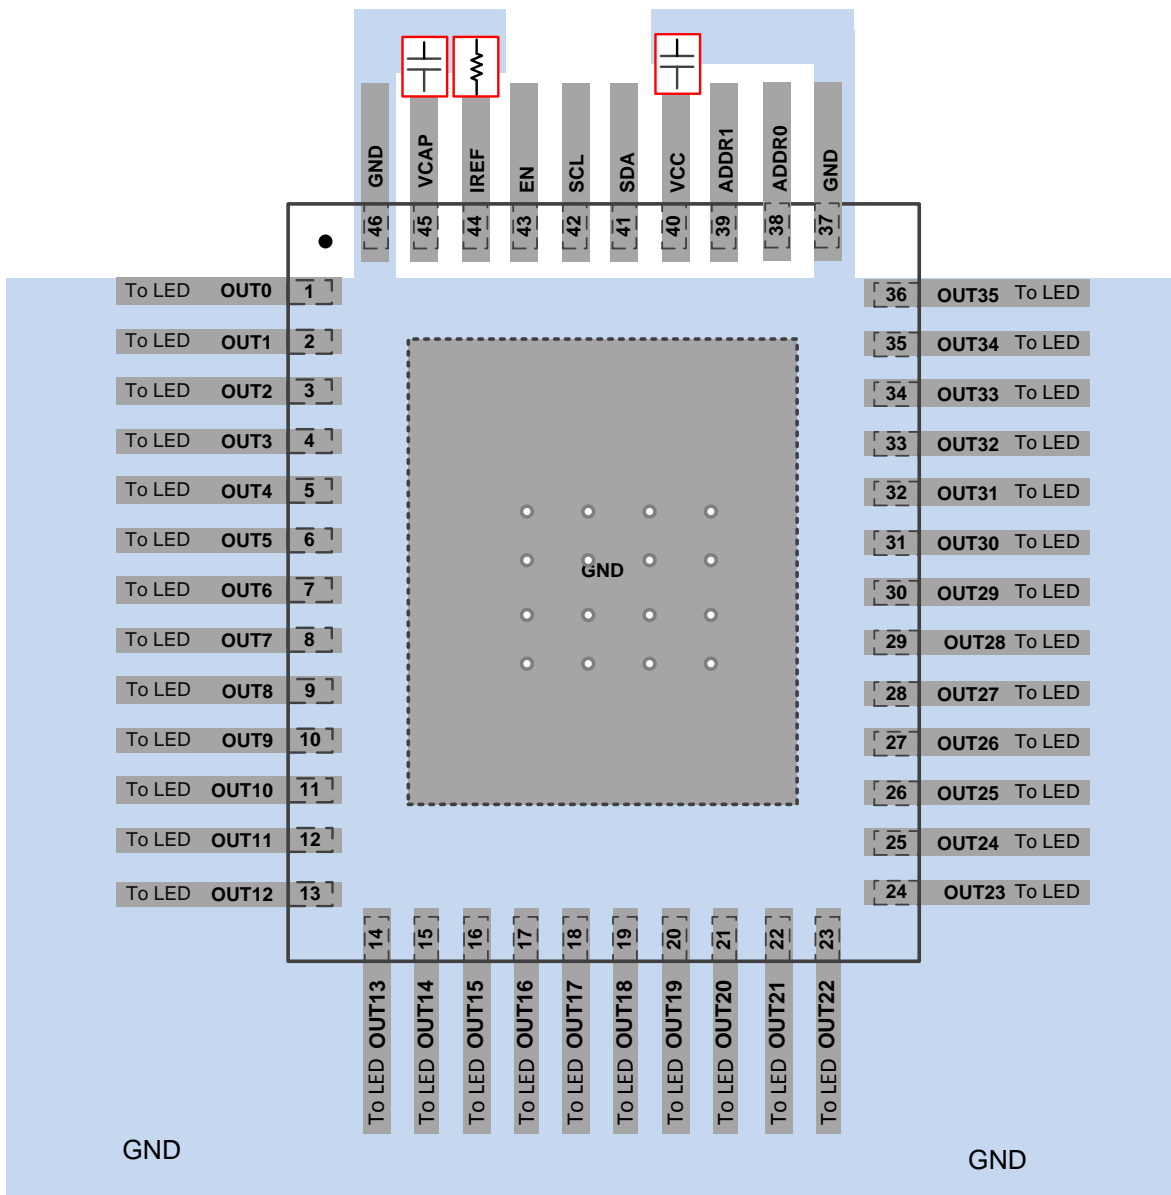 GND
VCAP
IREF
EN
SCL
SDA
VCC
ADDR1
ADDR0
GND
46
45
44
43
42
41
40
39
38
37
To LED OUT0 1
To LED OUT1 2
To LED OUT2 3
To LED OUT3 4
To LED OUT4 5
To LED OUT5 6
To LED OUT6 7
To LED OUT7 8
To LED OUT8 9
To LED OUT9 10
To LED OUT10 11
To LED OUT11 12
To LED OUT12 13
GND
36 OUT35 To LED
35 OUT34 To LED
34 OUT33 To LED
33 OUT32 To LED
32 OUT31 To LED
31 OUT30 To LED
30 OUT29 To LED
29 OUT28 To LED
28 OUT27 To LED
27 OUT26 To LED
26 OUT25 To LED
25 OUT24 To LED
24 OUT23 To LED
To LED OUT13 14
To LED OUT14 15
To LED OUT15 16
To LED OUT16 17
To LED OUT17 18
To LED OUT18 19
To LED OUT19 20
To LED OUT20 21
To LED OUT21 22
To LED OUT22 23
GND
GND